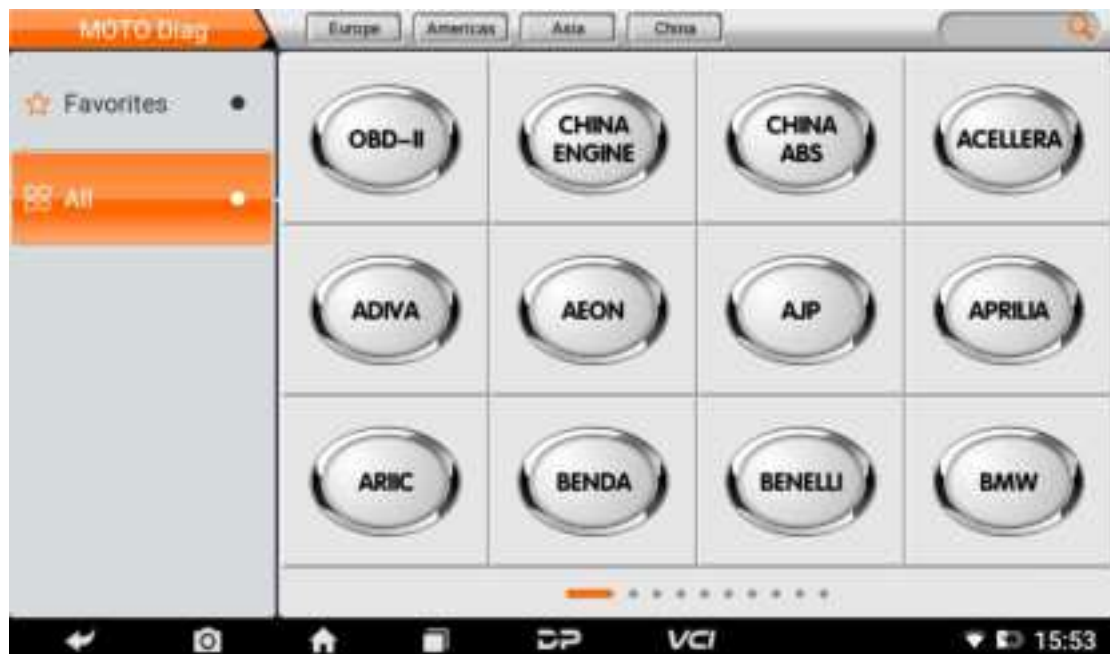 MOTO Diag
Europe
Americas
Asia
China
Favorites
All
OBD-II
CHINA
ENGINE
CHINA
ABS
ACELLERA
ADIVA
AEON
AJP
APRILIA
ARIIC
BENDA
BENELLI
BMW
DP
VCI
15:53